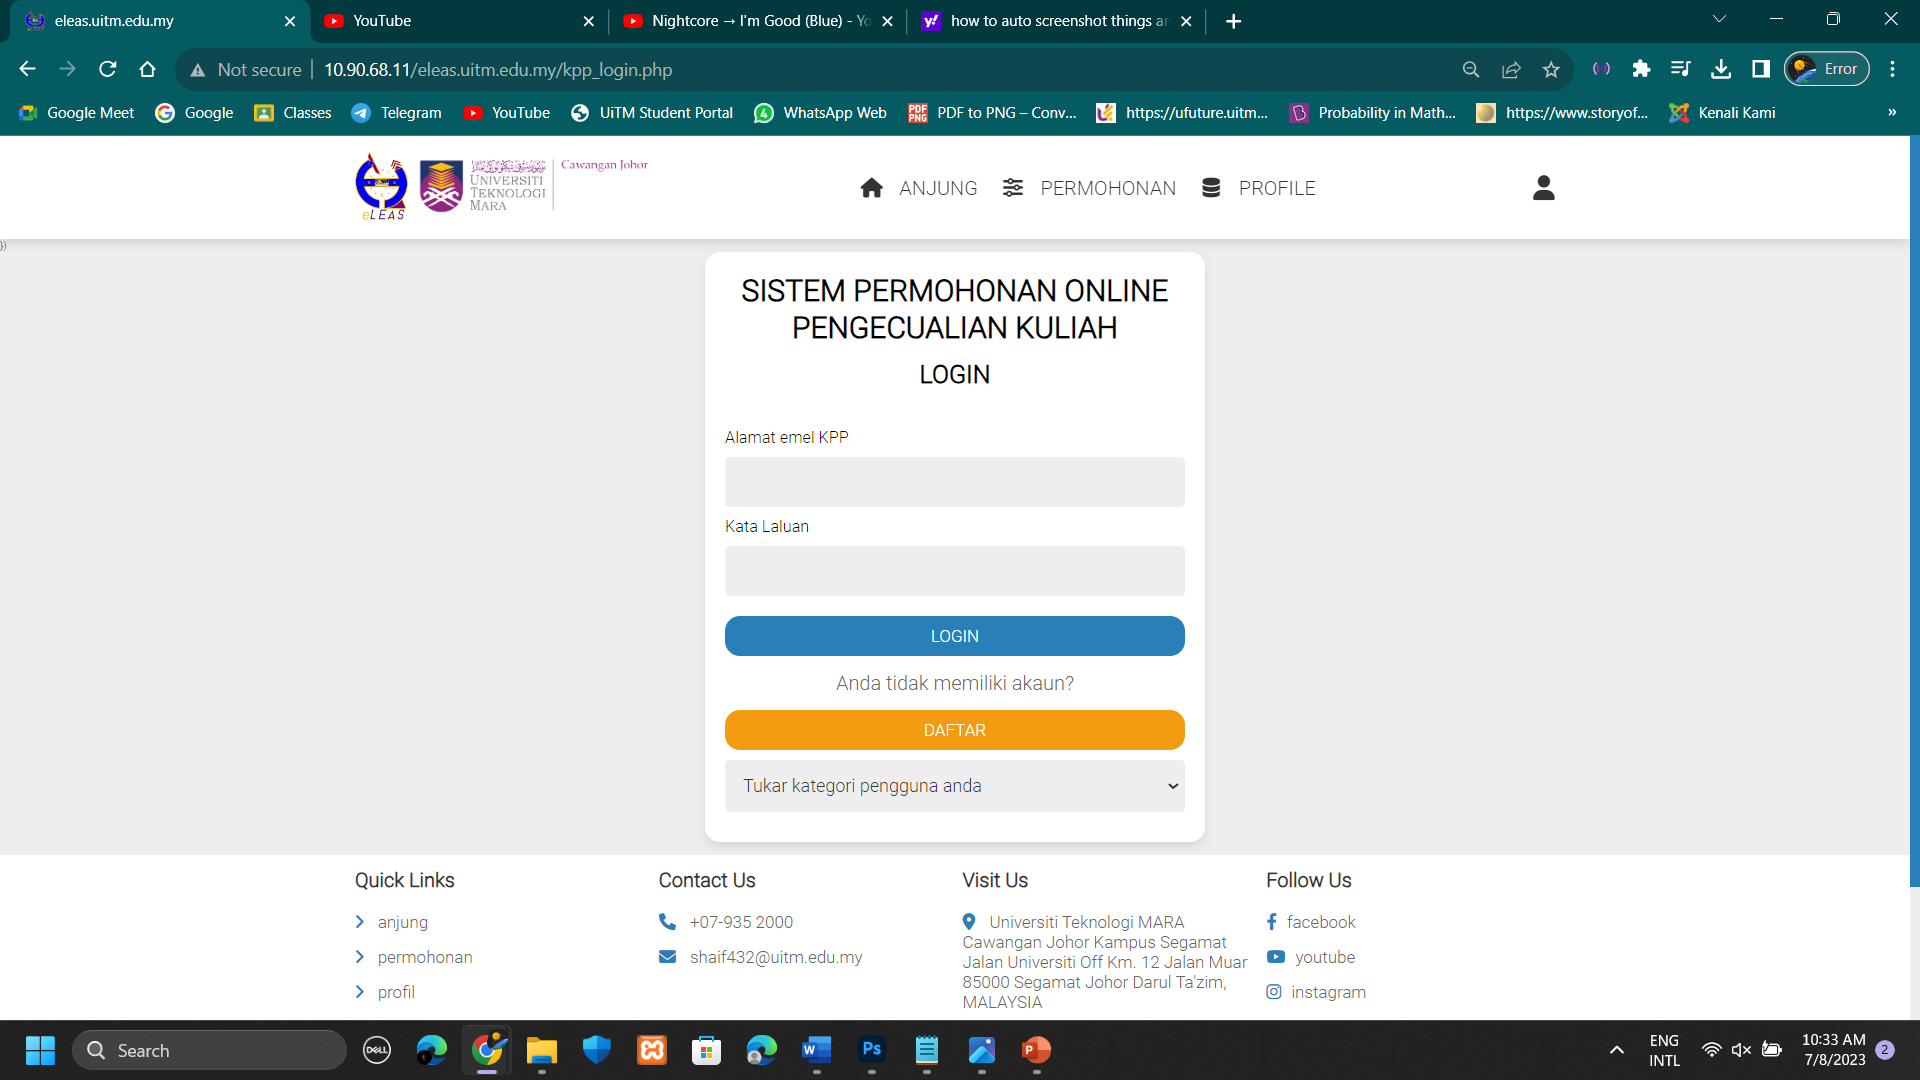 eleas.uitm.edu.my
YouTube
Nightcore → I'm Good (Blue) - Yo
how to auto screenshot things an
Not secure
10.90.68.11/eleas.uitm.edu.my/kpp_login.php
Error
Google Meet
Google
Classes
Telegram
YouTube
UiTM Student Portal
WhatsApp Web
PDF to PNG – Conv...
https://ufuture.uitm...
Probability in Math...
https://www.storyof...
Kenali Kami
»
eLEAS
UNIVERSITI
TEKNOLOGI
MARA
Cawangan Johor
ANJUNG
PERMOHONAN
PROFILE
})
SISTEM PERMOHONAN ONLINE
PENGECUALIAN KULIAH
LOGIN
Alamat emel KPP
Kata Laluan
LOGIN
Anda tidak memiliki akaun?
DAFTAR
Tukar kategori pengguna anda
Quick Links
anjung
permohonan
profil
Contact Us
+07-935 2000
shaif432@uitm.edu.my
Visit Us
Universiti Teknologi MARA
Cawangan Johor Kampus Segamat
Jalan Universiti Off Km. 12 Jalan Muar
85000 Segamat Johor Darul Ta'zim,
MALAYSIA
Follow Us
facebook
youtube
instagram
Search
DELL
W
Ps
P
ENG
INTL
10:33 AM
7/8/2023
2